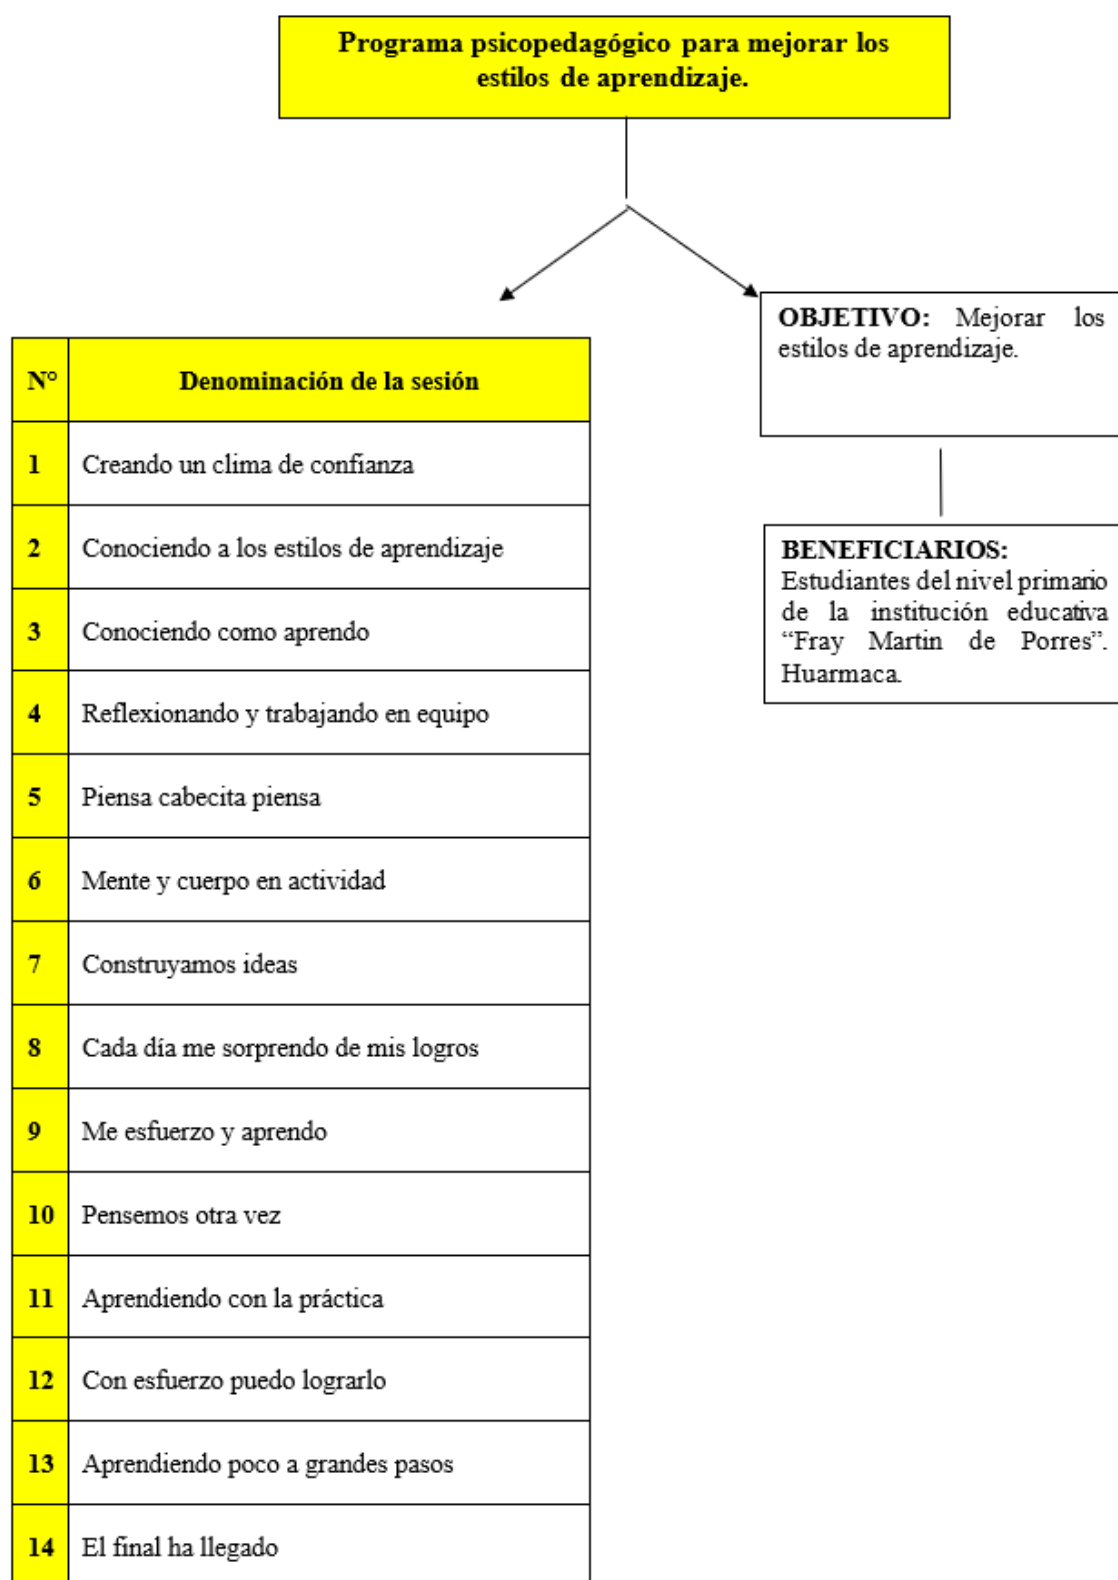 Programa psicopedagógico para mejorar los
estilos de aprendizaje.
OBJETIVO: Mejorar los
estilos de aprendizaje.
BENEFICIARIOS:
Estudiantes del nivel primario
de la institución educativa
“Fray Martin de Porres”.
Huarmaca.
N° Denominación de la sesión
1 Creando un clima de confianza
2 Conociendo a los estilos de aprendizaje
3 Conociendo como aprendo
4 Reflexionando y trabajando en equipo
5 Piensa cabecita piensa
6 Mente y cuerpo en actividad
7 Construyamos ideas
8 Cada día me sorprendo de mis logros
9 Me esfuerzo y aprendo
10 Pensemos otra vez
11 Aprendiendo con la práctica
12 Con esfuerzo puedo lograrlo
13 Aprendiendo poco a grandes pasos
14 El final ha llegado